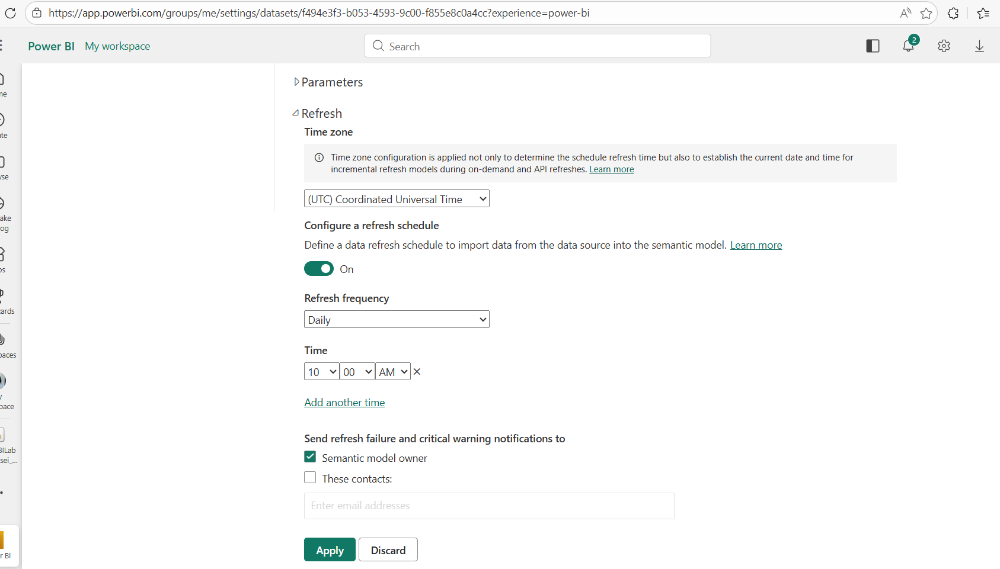 https://app.powerbi.com/groups/me/settings/datasets/f494e3f3-b053-4593-9c00-f855e8c0a4cc?experience=power-bi
Power BI My workspace
Search
2
Parameters
Refresh
Time zone
Time zone configuration is applied not only to determine the schedule refresh time but also to establish the current date and time for
incremental refresh models during on-demand and API refreshes. Learn more
(UTC) Coordinated Universal Time
Configure a refresh schedule
Define a data refresh schedule to import data from the data source into the semantic model. Learn more
On
Refresh frequency
Daily
Time
10 00 AM
Add another time
Send refresh failure and critical warning notifications to
Semantic model owner
These contacts:
Enter email addresses
Apply Discard
me
te
se
ake
og
os
ards
paces
pace
BILab
sei_...
r BI